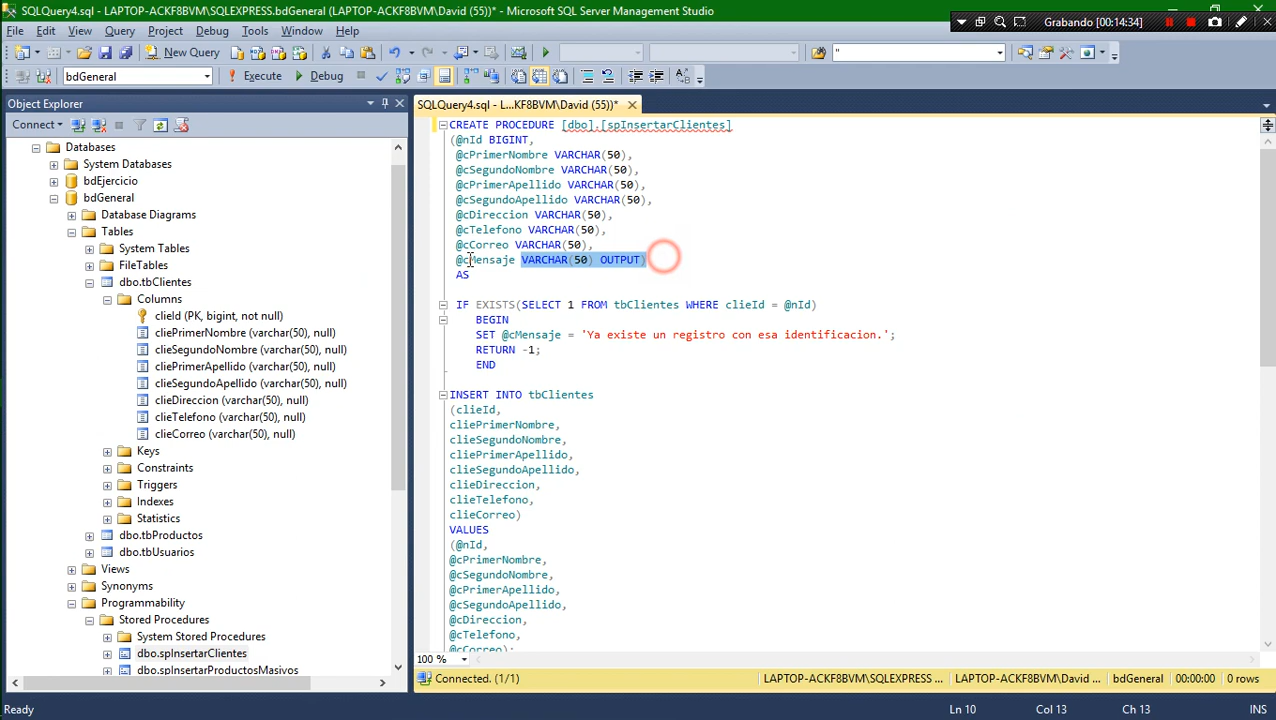 SQLQuery4.sql - LAPTOP-ACKF8BVM\SQLEXPRESS.bdGeneral (LAPTOP-ACKF8BVM\David (55))* - Microsoft SQL Server Management Studio
Grabando [00:14:34]
File Edit View Query Project Debug Tools Window Help
New Query
bdGeneral
Execute
Debug
Object Explorer
Connect
Databases
System Databases
bdEjercicio
bdGeneral
Database Diagrams
Tables
System Tables
FileTables
dbo.tbClientes
Columns
clieId (PK, bigint, not null)
cliePrimerNombre (varchar(50), null)
clieSegundoNombre (varchar(50), null)
cliePrimerApellido (varchar(50), null)
clieSegundoApellido (varchar(50), null)
clieDireccion (varchar(50), null)
clieTelefono (varchar(50), null)
clieCorreo (varchar(50), null)
Keys
Constraints
Triggers
Indexes
Statistics
dbo.tbProductos
dbo.tbUsuarios
Views
Synonyms
Programmability
Stored Procedures
System Stored Procedures
dbo.spInsertarClientes
dbo.spInsertarProductosMasivos
SQLQuery4.sql - L...KF8BVM\David (55))*
CREATE PROCEDURE [dbo].[spInsertarClientes]
(@nId BIGINT,
@cPrimerNombre VARCHAR(50),
@cSegundoNombre VARCHAR(50),
@cPrimerApellido VARCHAR(50),
@cSegundoApellido VARCHAR(50),
@cDireccion VARCHAR(50),
@cTelefono VARCHAR(50),
@cCorreo VARCHAR(50),
@cMensaje VARCHAR(50) OUTPUT)
AS
IF EXISTS(SELECT 1 FROM tbClientes WHERE clieId = @nId)
BEGIN
SET @cMensaje = 'Ya existe un registro con esa identificacion.';
RETURN -1;
END
INSERT INTO tbClientes
(clieId,
cliePrimerNombre,
clieSegundoNombre,
cliePrimerApellido,
clieSegundoApellido,
clieDireccion,
clieTelefono,
clieCorreo)
VALUES
(@nId,
@cPrimerNombre,
@cSegundoNombre,
@cPrimerApellido,
@cSegundoApellido,
@cDireccion,
@cTelefono,
@cCorreo);
100 %
Connected. (1/1)
LAPTOP-ACKF8BVM\SQLEXPRESS ...
LAPTOP-ACKF8BVM\David ...
bdGeneral
00:00:00
0 rows
Ln 10
Col 13
Ch 13
INS